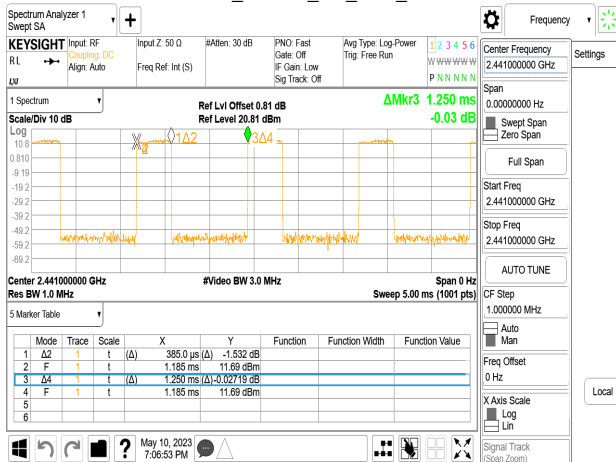 Spectrum Analyzer 1
Swept SA
Frequency
KEYSIGHT
RL
LXI
Input: RF
Coupling: DC
Align: Auto
Input Z: 50 Ω
Freq Ref: Int (S)
#Atten: 30 dB
PNO: Fast
Gate: Off
IF Gain: Low
Sig Track: Off
Avg Type: Log-Power
Trig: Free Run
1 2 3 4 5 6
W W W W W W
P N N N N N
1 Spectrum
Scale/Div 10 dB
Ref Lvl Offset 0.81 dB
Ref Level 20.81 dBm
ΔMkr3 1.250 ms
-0.03 dB
Log
10.8
0.810
-9.19
-19.2
-29.2
-39.2
-49.2
-59.2
-69.2
1Δ2
3Δ4
Center 2.441000000 GHz
Res BW 1.0 MHz
#Video BW 3.0 MHz
Span 0 Hz
Sweep 5.00 ms (1001 pts)
5 Marker Table
Mode Trace Scale X Y Function Function Width Function Value
1 Δ2 1 t (Δ) 385.0 µs (Δ) -1.532 dB
2 F 1 t 1.185 ms 11.69 dBm
3 Δ4 1 t (Δ) 1.250 ms (Δ) -0.02719 dB
4 F 1 t 1.185 ms 11.69 dBm
5
6
?
May 10, 2023
7:06:53 PM
Center Frequency
2.441000000 GHz
Span
0.00000000 Hz
Swept Span
Zero Span
Full Span
Start Freq
2.441000000 GHz
Stop Freq
2.441000000 GHz
AUTO TUNE
CF Step
1.000000 MHz
Auto
Man
Freq Offset
0 Hz
X Axis Scale
Log
Lin
Signal Track
(Span Zoom)
Settings
Local